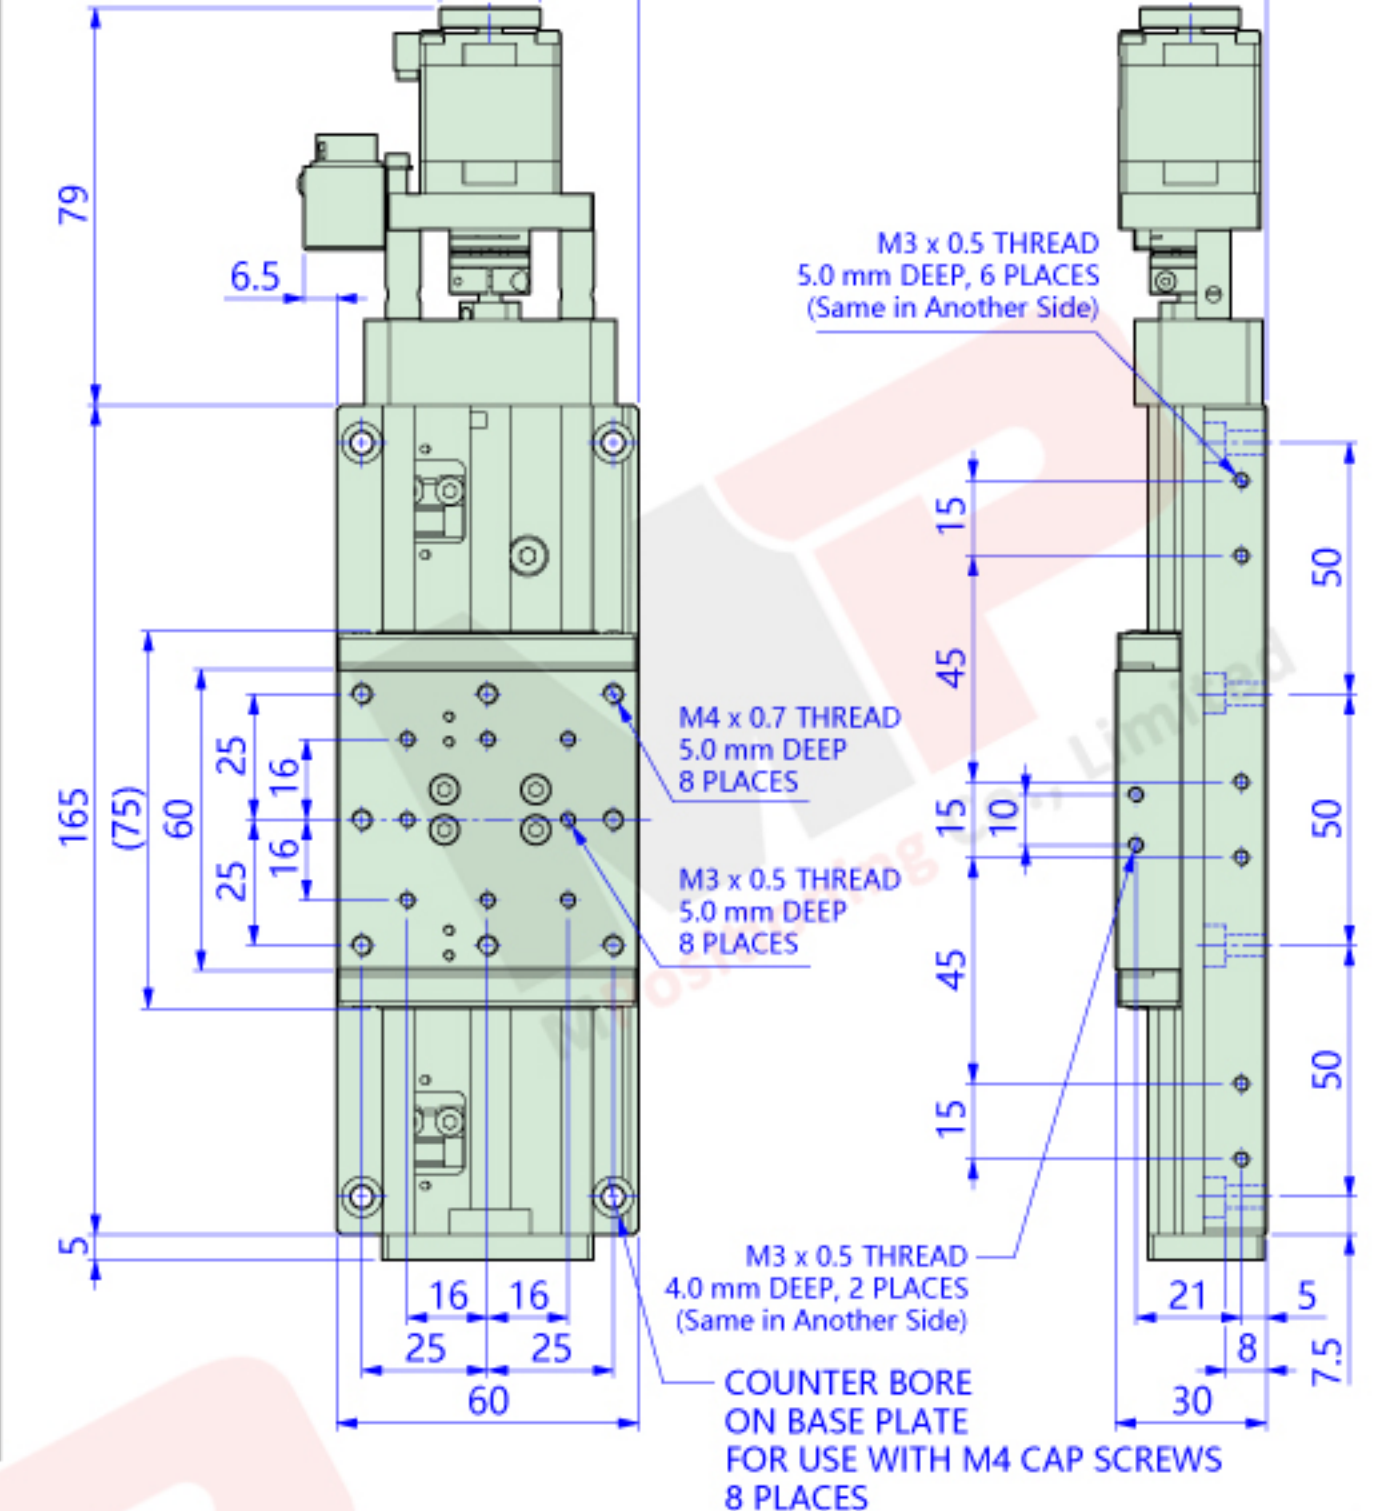 79
6.5
M3 x 0.5 THREAD
5.0 mm DEEP, 6 PLACES
(Same in Another Side)
15
50
45
M4 x 0.7 THREAD
5.0 mm DEEP
8 PLACES
25
16
165
(75)
60
15
10
50
25
16
M3 x 0.5 THREAD
5.0 mm DEEP
8 PLACES
MPositioning Co., Limited
45
50
15
5
M3 x 0.5 THREAD
4.0 mm DEEP, 2 PLACES
(Same in Another Side)
16
16
21
5
25
25
8
7.5
60
30
COUNTER BORE
ON BASE PLATE
FOR USE WITH M4 CAP SCREWS
8 PLACES